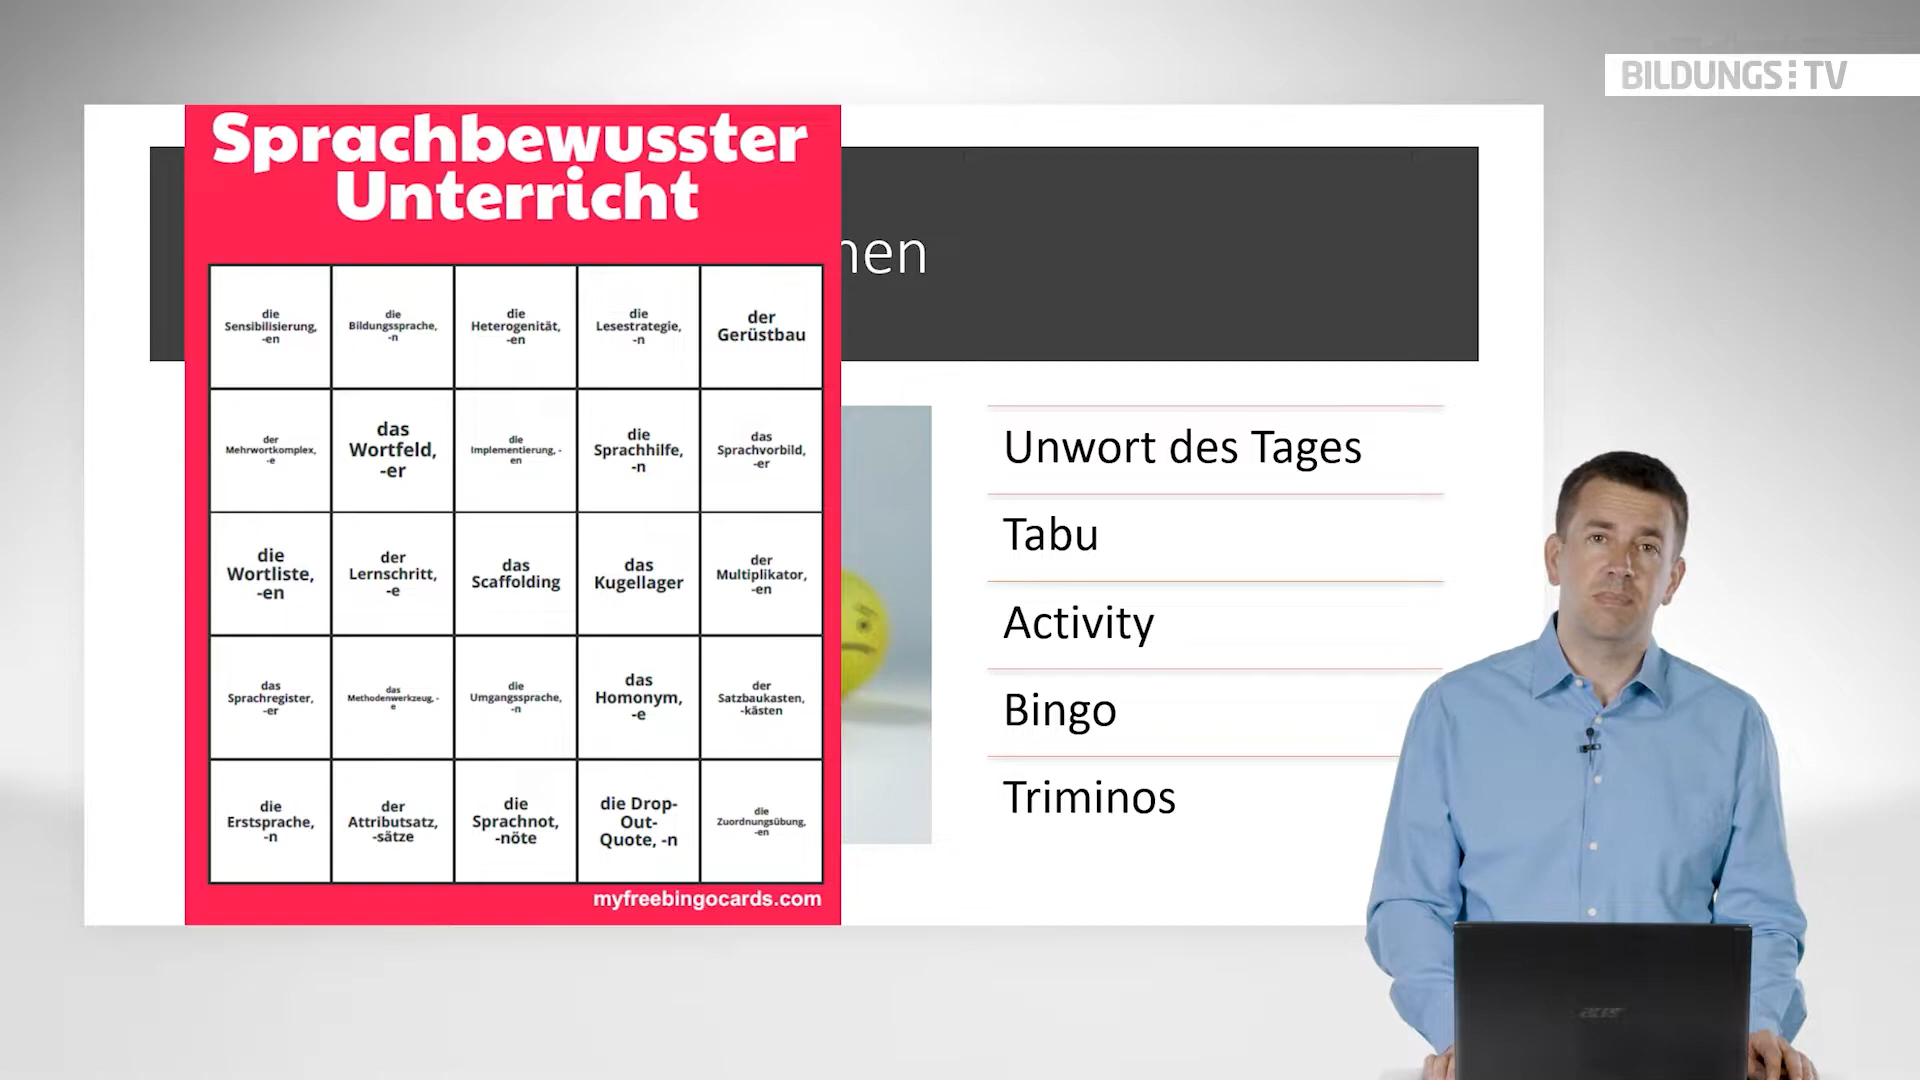 BILDUNGS:TV
Sprachbewusster
Unterricht
die
Sensibilisierung,
-en
die
Bildungssprache,
-n
die
Heterogenität,
-en
die
Lesestrategie,
-n
der
Gerüstbau
der
Mehrwortkomplex,
-e
das
Wortfeld,
-er
die
Implementierung, -
en
die
Sprachhilfe,
-n
das
Sprachvorbild,
-er
die
Wortliste,
-en
der
Lernschritt,
-e
das
Scaffolding
das
Kugellager
der
Multiplikator,
-en
das
Sprachregister,
-er
das
Methodenwerkzeug, -
e
die
Umgangssprache,
-n
das
Homonym,
-e
der
Satzbaukasten,
-kästen
die
Erstsprache,
-n
der
Attributsatz,
-sätze
die
Sprachnot,
-nöte
die Drop-
Out-
Quote, -n
die
Zuordnungsübung,
-en
myfreebingocards.com
Unwort des Tages
Tabu
Activity
Bingo
Triminos
acer